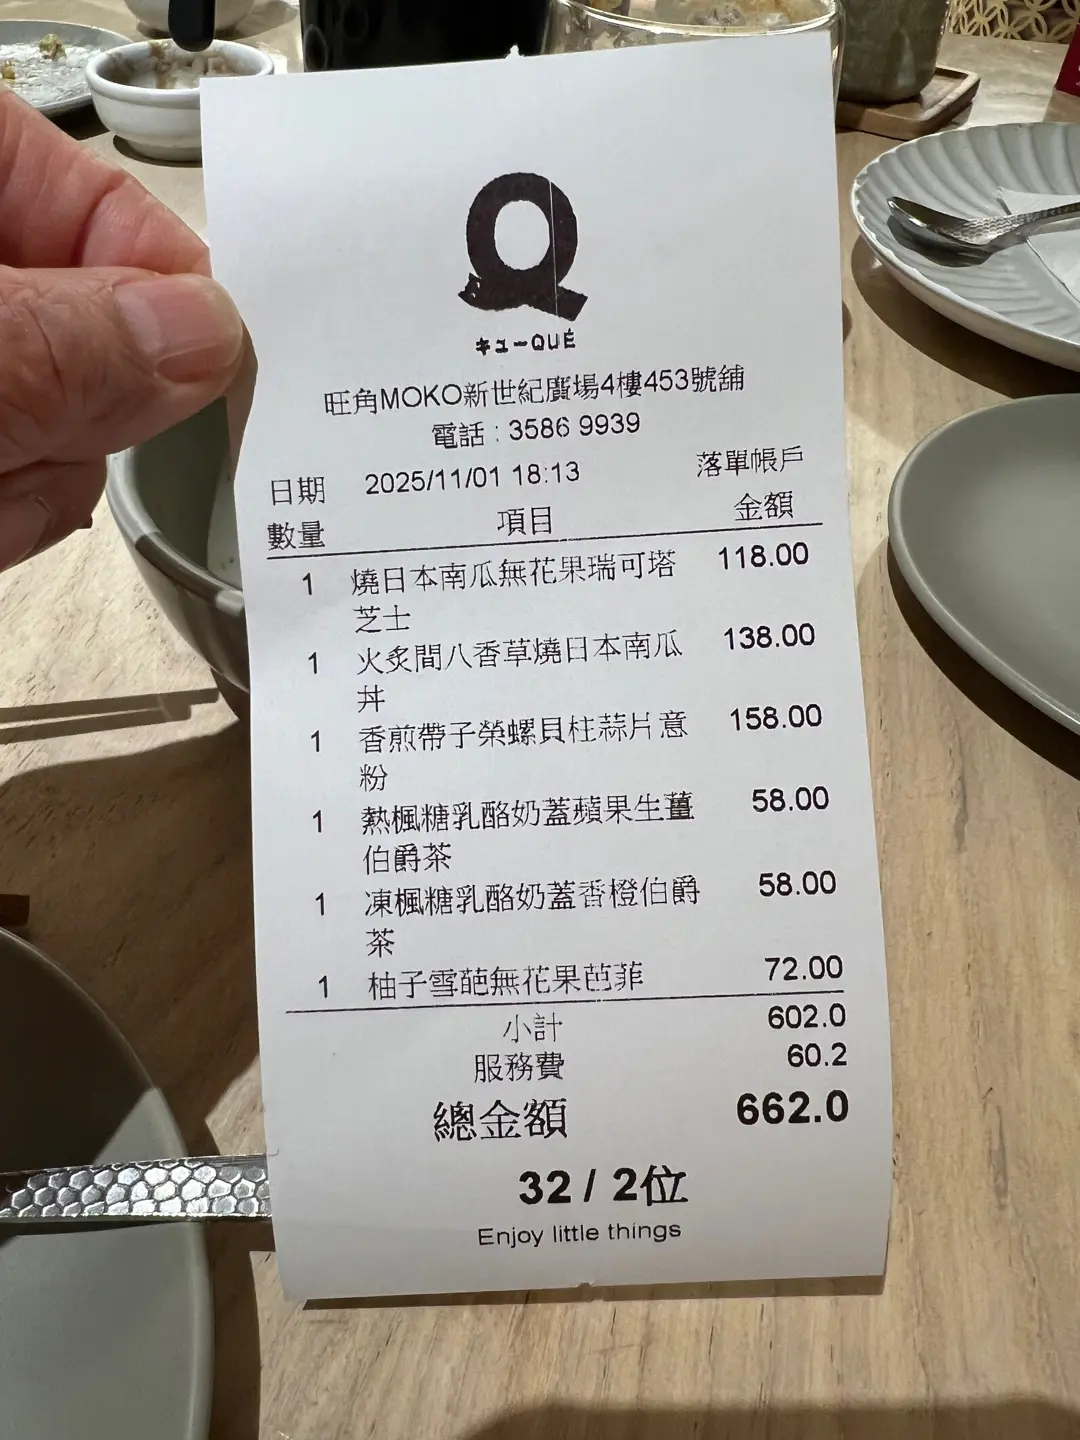 Q
キューQUÉ
旺角MOKO新世紀廣場4樓453號舖
電話 : 3586 9939
日期 2025/11/01 18:13 落單帳戶
數量 項目 金額
1 燒日本南瓜無花果瑞可塔 118.00
芝士
1 火炙間八香草燒日本南瓜 138.00
丼
1 香煎帶子榮螺貝柱蒜片意 158.00
粉
1 熱楓糖乳酪奶蓋蘋果生薑 58.00
伯爵茶
1 凍楓糖乳酪奶蓋香橙伯爵 58.00
茶
1 柚子雪葩無花果芭菲 72.00
小計 602.0
服務費 60.2
總金額 662.0
32 / 2位
Enjoy little things